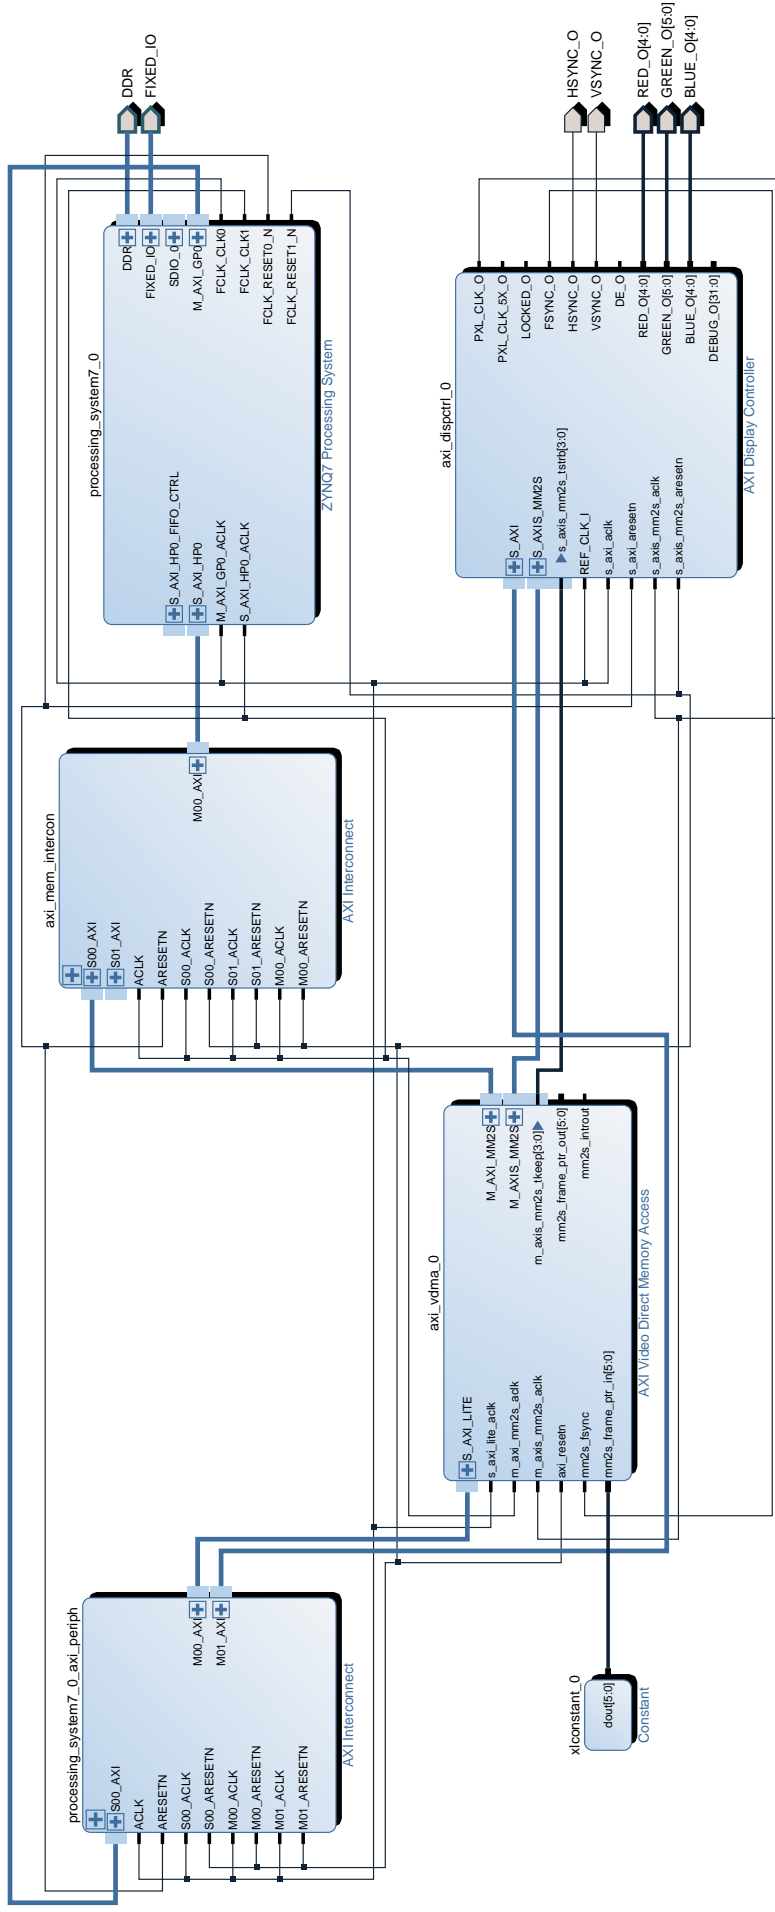 processing_system7_0_axi_periph
S00_AXI
ACLK
ARESETN
S00_ACLK
S00_ARESETN
M00_ACLK
M00_ARESETN
M01_ACLK
M01_ARESETN
M00_AXI
M01_AXI
AXI Interconnect
xlconstant_0
dout[5:0]
Constant
axi_vdma_0
S_AXI_LITE
s_axi_lite_aclk
m_axi_mm2s_aclk
m_axis_mm2s_aclk
axi_resetn
mm2s_fsync
mm2s_frame_ptr_in[5:0]
M_AXI_MM2S
M_AXIS_MM2S
m_axis_mm2s_tkeep[3:0]
mm2s_frame_ptr_out[5:0]
mm2s_introut
AXI Video Direct Memory Access
axi_mem_intercon
S00_AXI
S01_AXI
ACLK
ARESETN
S00_ACLK
S00_ARESETN
S01_ACLK
S01_ARESETN
M00_ACLK
M00_ARESETN
M00_AXI
AXI Interconnect
processing_system7_0
S_AXI_HP0_FIFO_CTRL
S_AXI_HP0
M_AXI_GP0_ACLK
S_AXI_HP0_ACLK
DDR
FIXED_IO
SDIO_0
M_AXI_GP0
FCLK_CLK0
FCLK_CLK1
FCLK_RESET0_N
FCLK_RESET1_N
ZYNQ7 Processing System
axi_dispctrl_0
S_AXI
S_AXIS_MM2S
s_axis_mm2s_tstrb[3:0]
REF_CLK_I
s_axi_aclk
s_axi_aresetn
s_axis_mm2s_aclk
s_axis_mm2s_aresetn
PXL_CLK_O
PXL_CLK_5X_O
LOCKED_O
FSYNC_O
HSYNC_O
VSYNC_O
DE_O
RED_O[4:0]
GREEN_O[5:0]
BLUE_O[4:0]
DEBUG_O[31:0]
AXI Display Controller
DDR
FIXED_IO
HSYNC_O
VSYNC_O
RED_O[4:0]
GREEN_O[5:0]
BLUE_O[4:0]